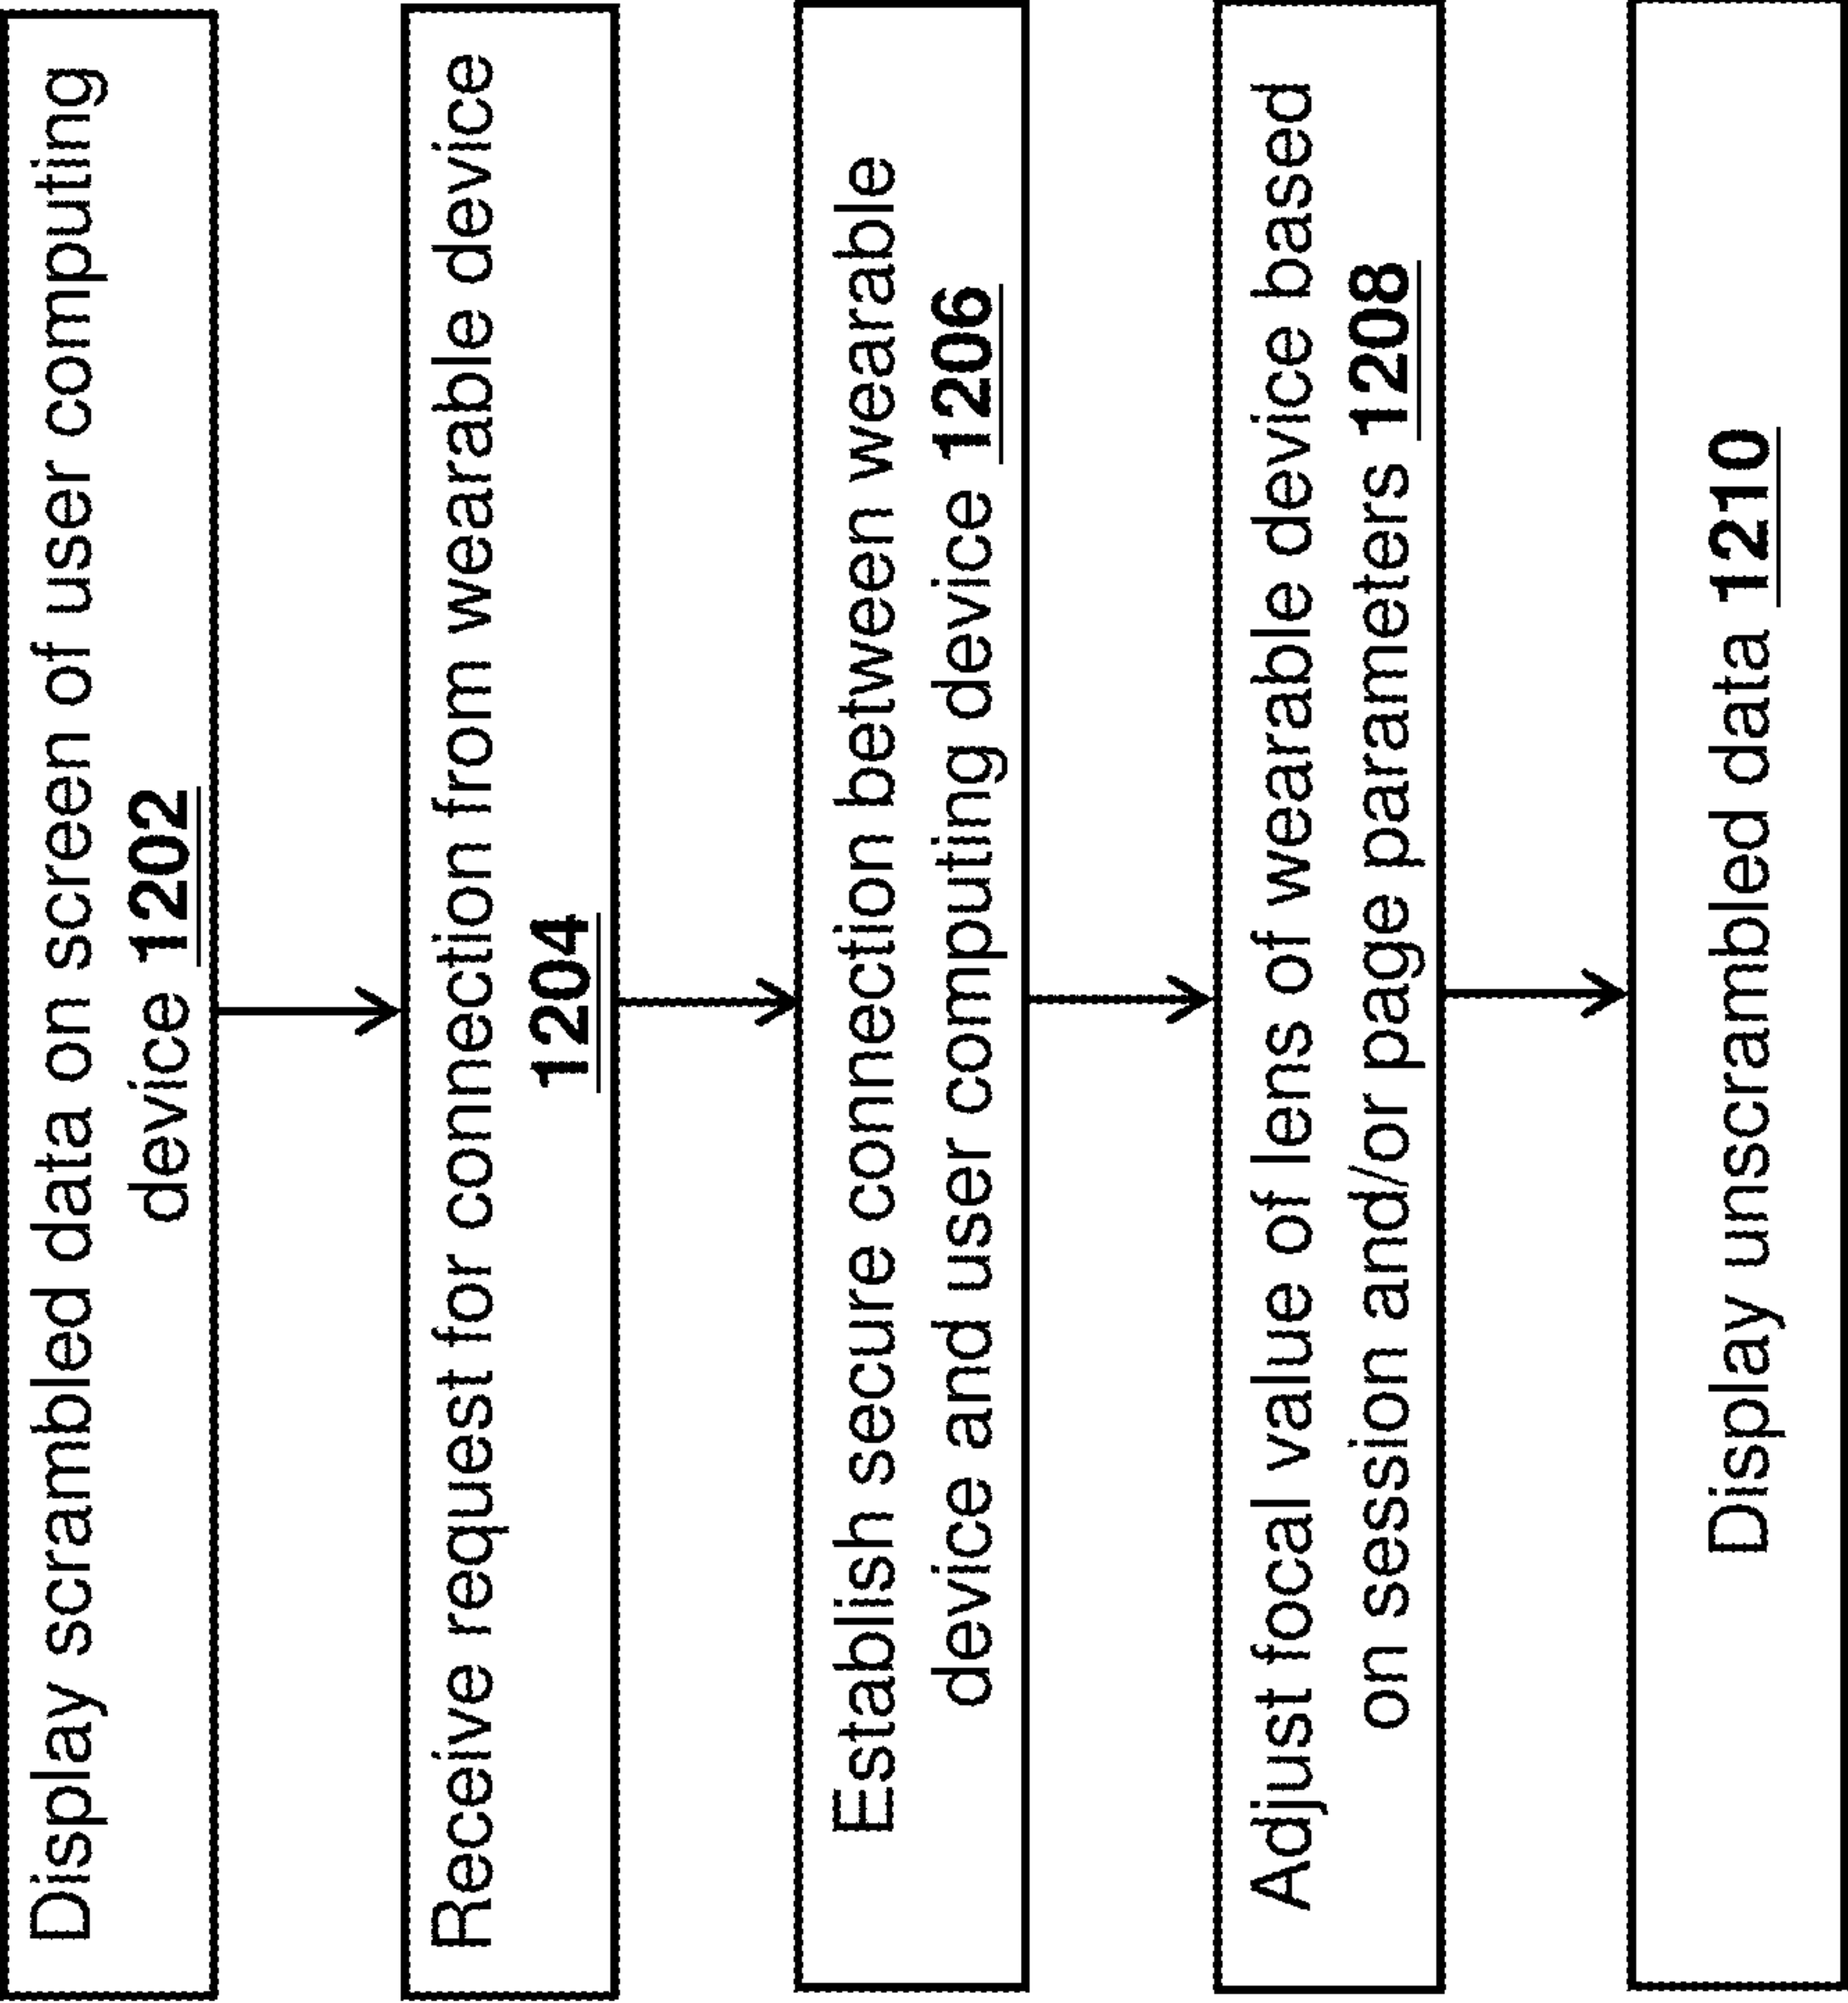 Display scrambled data on screen of user computing
device 1202
Receive request for connection from wearable device
1204
Establish secure connection between wearable
device and user computing device 1206
Adjust focal value of lens of wearable device based
on session and/or page parameters 1208
Display unscrambled data 1210